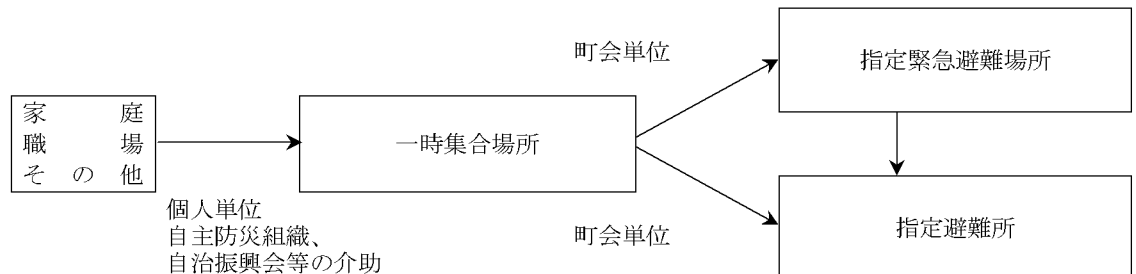 家庭
職場
その他
個人単位
自主防災組織、
自治振興会等の介助
一時集合場所
町会単位
町会単位
指定緊急避難場所
指定避難所